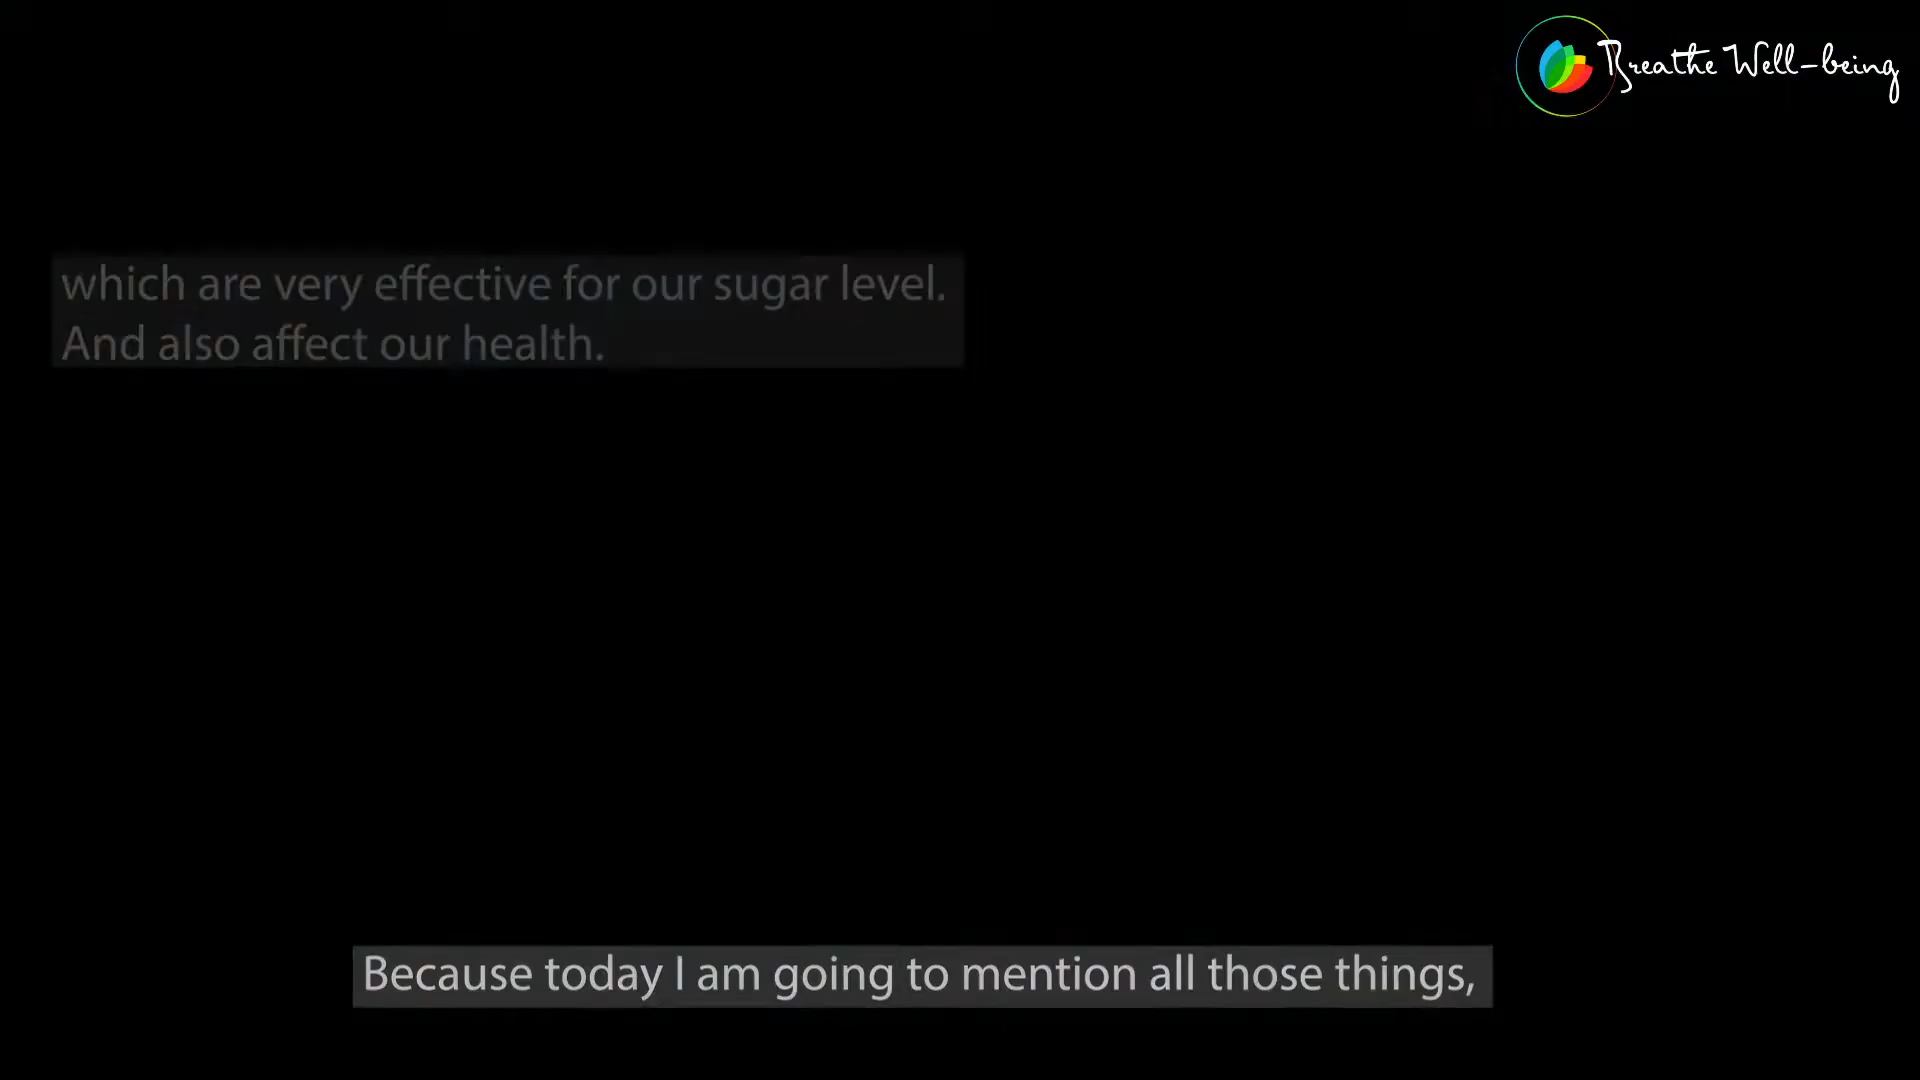 Breathe Well-being
which are very effective for our sugar level.
And also affect our health.
Because today I am going to mention all those things,